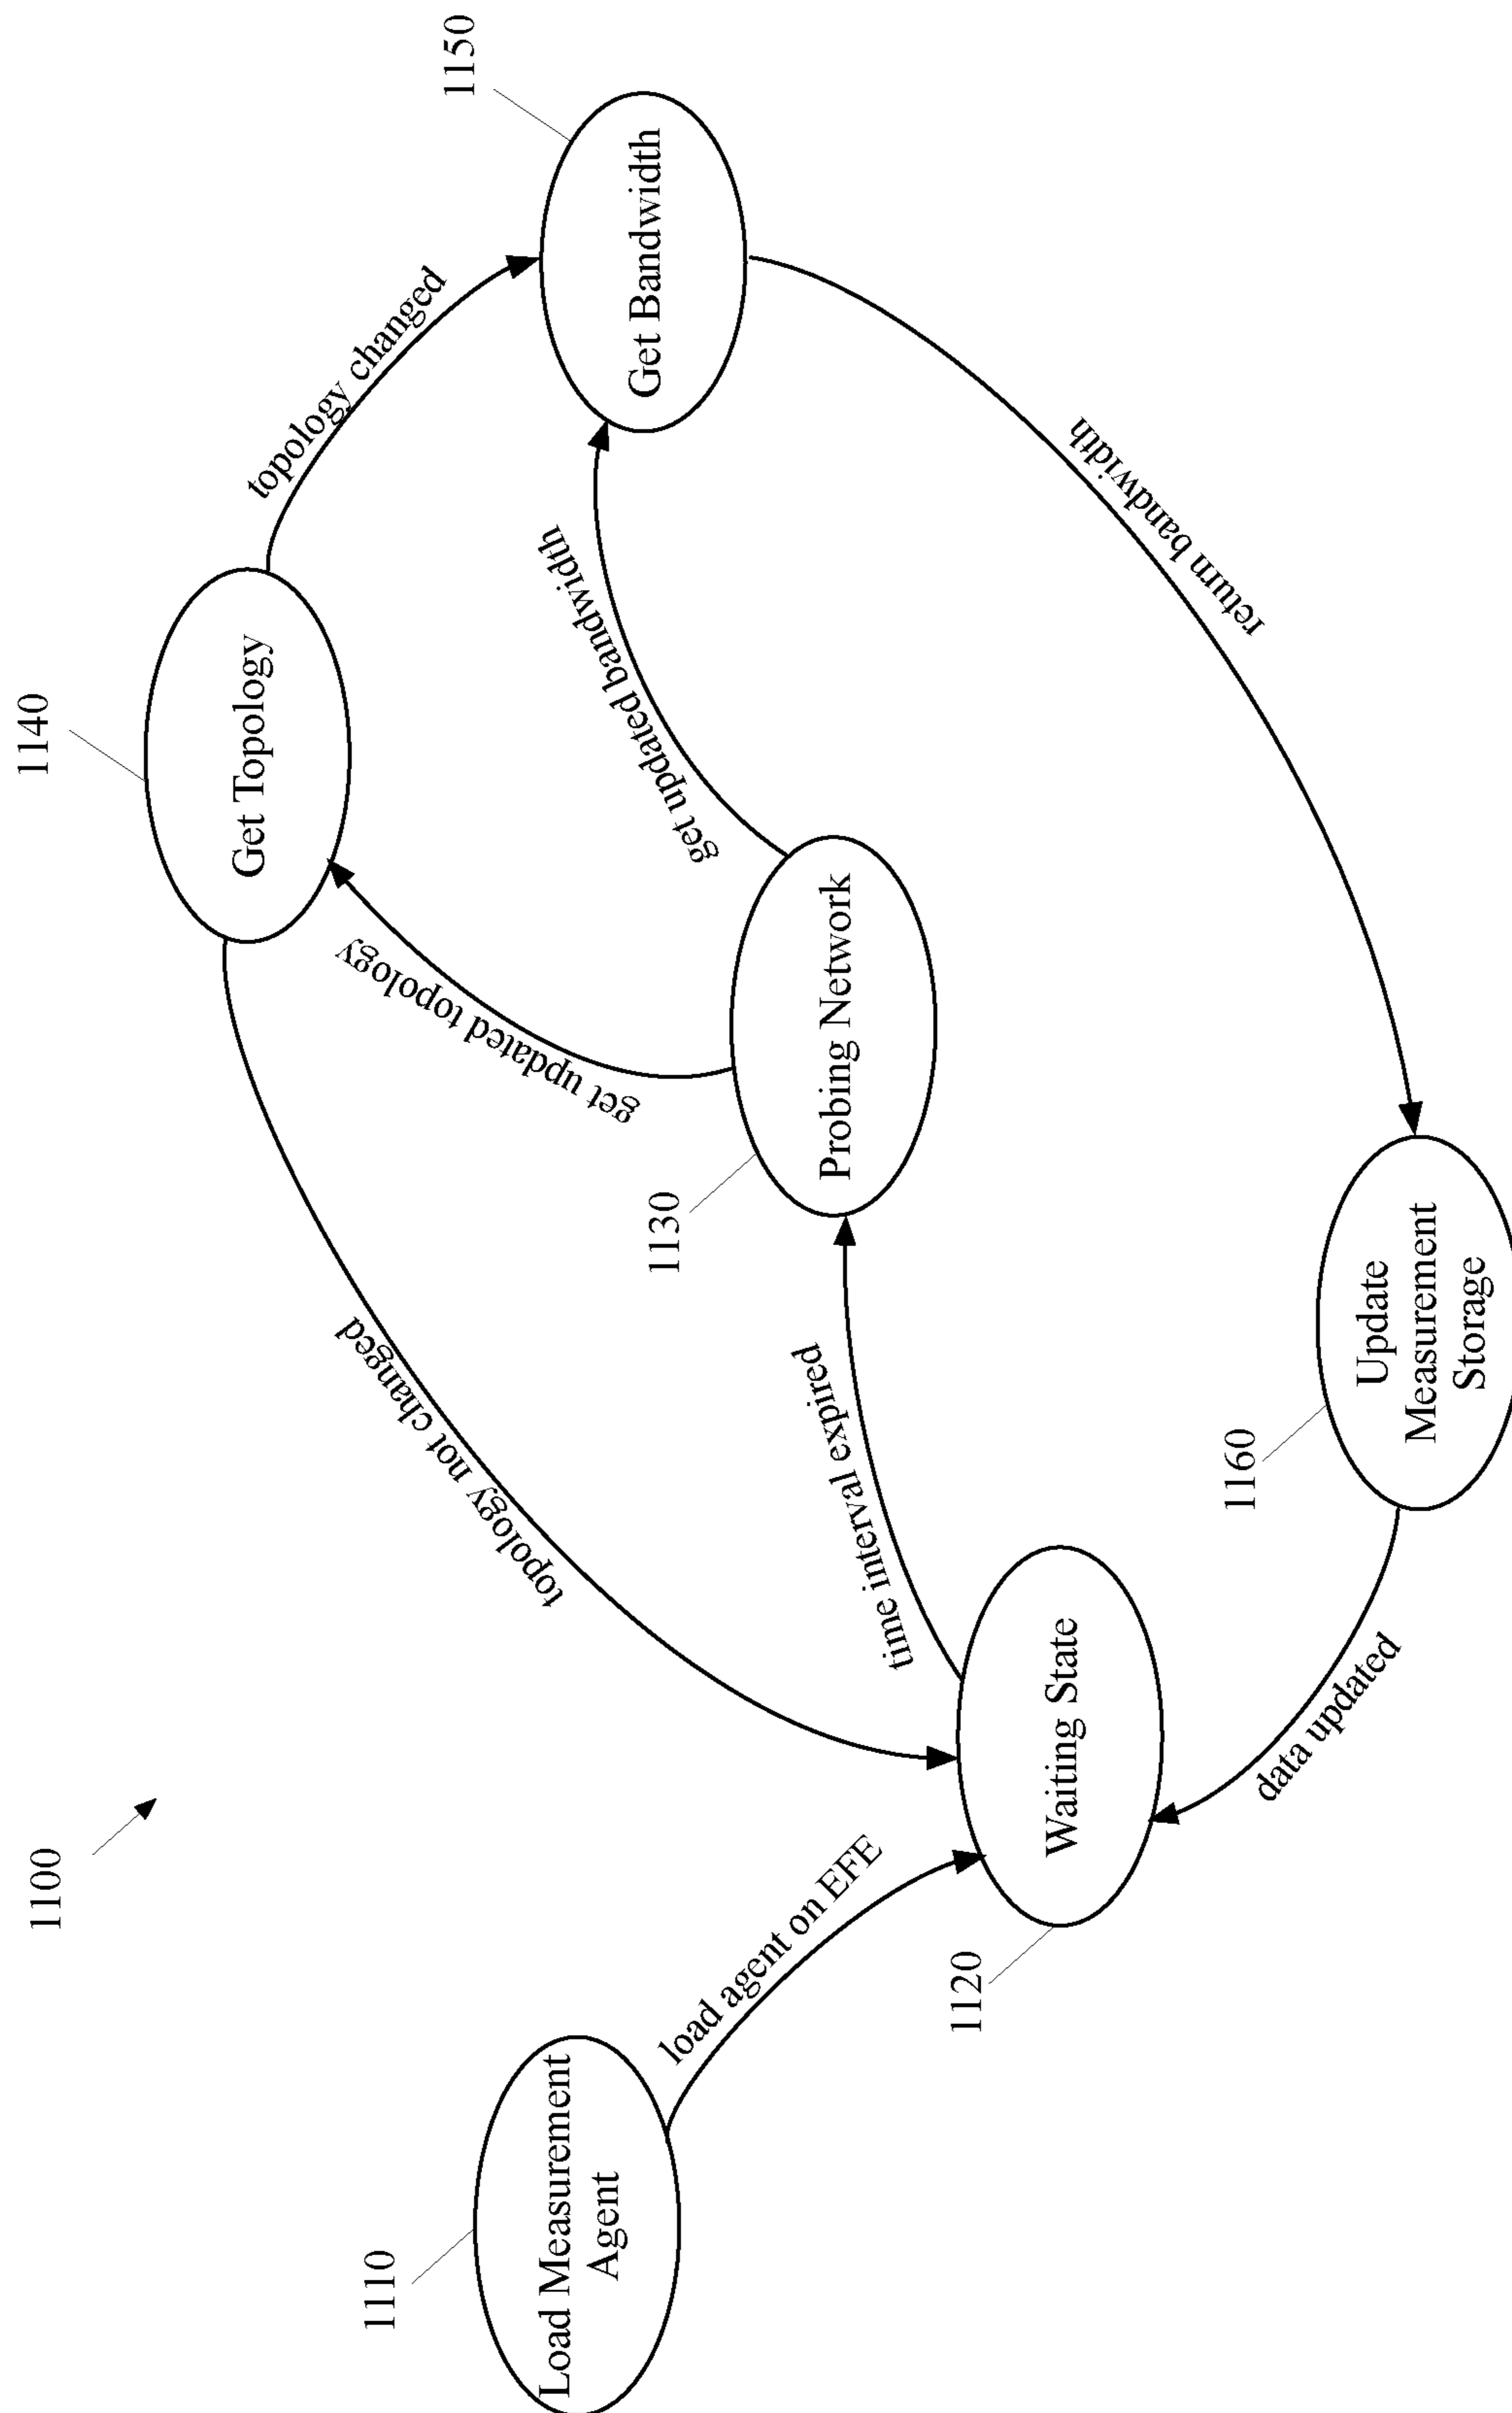 1100
1110
Load Measurement
Agent
load agent on EFE
1120
Waiting State
time interval expired
1130
Probing Network
get updated topology
1140
Get Topology
topology not changed
topology changed
get updated bandwidth
1150
Get Bandwidth
return bandwidth
1160
Update
Measurement
Storage
data updated